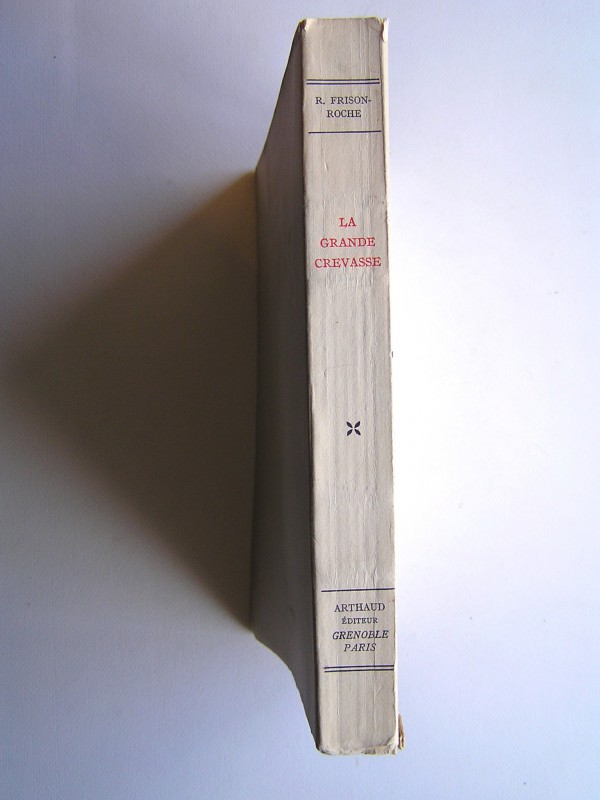 R. FRISON-
ROCHE
LA
GRANDE
CREVASSE
ARTHAUD
ÉDITEUR
GRENOBLE
PARIS